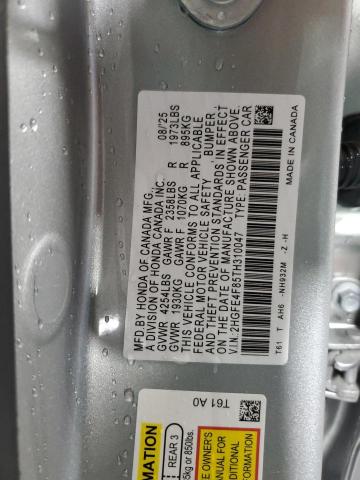 MFD BY HONDA OF CANADA MFG. 08/'25
A DIVISION OF HONDA CANADA INC.
GVWR 4254LBS GAWR F 2358LBS R 1973LBS
GVWR 1930KG GAWR F 1070KG R 895KG
THIS VEHICLE CONFORMS TO ALL APPLICABLE
FEDERAL MOTOR VEHICLE SAFETY, BUMPER,
AND THEFT PREVENTION STANDARDS IN EFFECT
ON THE DATE OF MANUFACTURE SHOWN ABOVE.
V.I.N.:2HGFE4F85TH310047 TYPE:PASSENGER CAR
MADE IN CANADA
T61 T AH6 -NH932M -Z -H
T61 A0
REAR 3